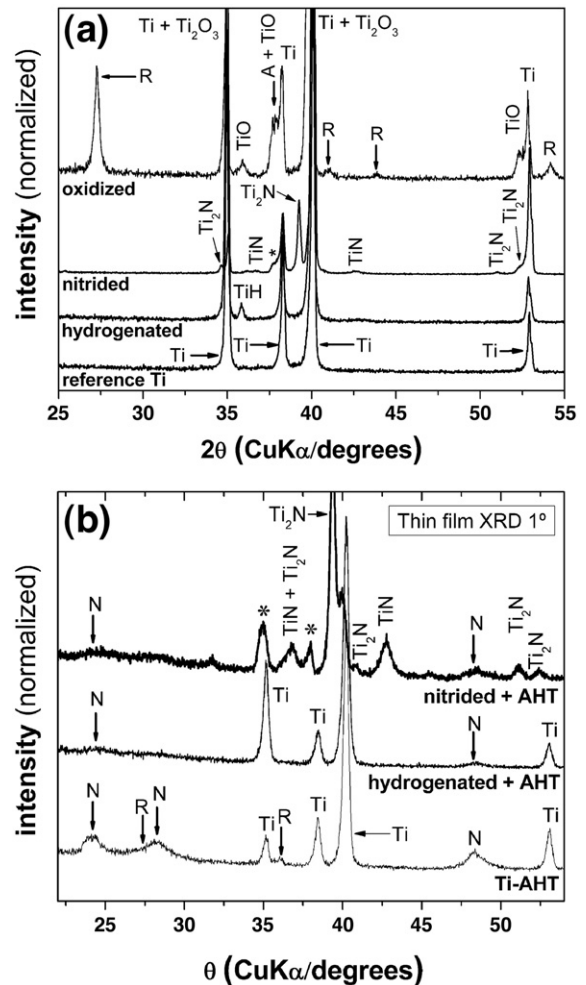 (a)
Ti + Ti₂O₃
Ti + Ti₂O₃
R
TiO
A + TiO
Ti
R
R
TiO
Ti
R
oxidized
Ti₂N
TiN
*
Ti₂N
TiN
Ti₂N
Ti₂N
nitrided
TiH
hydrogenated
Ti
Ti
Ti
Ti
reference Ti
intensity (normalized)
25 30 35 40 45 50 55
2θ (CuKα/degrees)
(b)
Thin film XRD 1º
Ti₂N
N
*
TiN + Ti₂N
*
Ti₂N
TiN
N
Ti₂N
Ti₂N
nitrided + AHT
N
Ti
Ti
N
Ti
hydrogenated + AHT
N
R
N
Ti
R
Ti
Ti
N
Ti
Ti-AHT
intensity (normalized)
25 30 35 40 45 50
θ (CuKα/degrees)